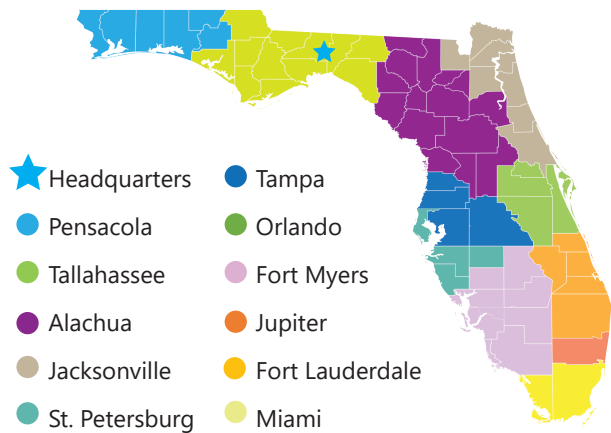 Headquarters
Pensacola
Tallahassee
Alachua
Jacksonville
St. Petersburg
Tampa
Orlando
Fort Myers
Jupiter
Fort Lauderdale
Miami